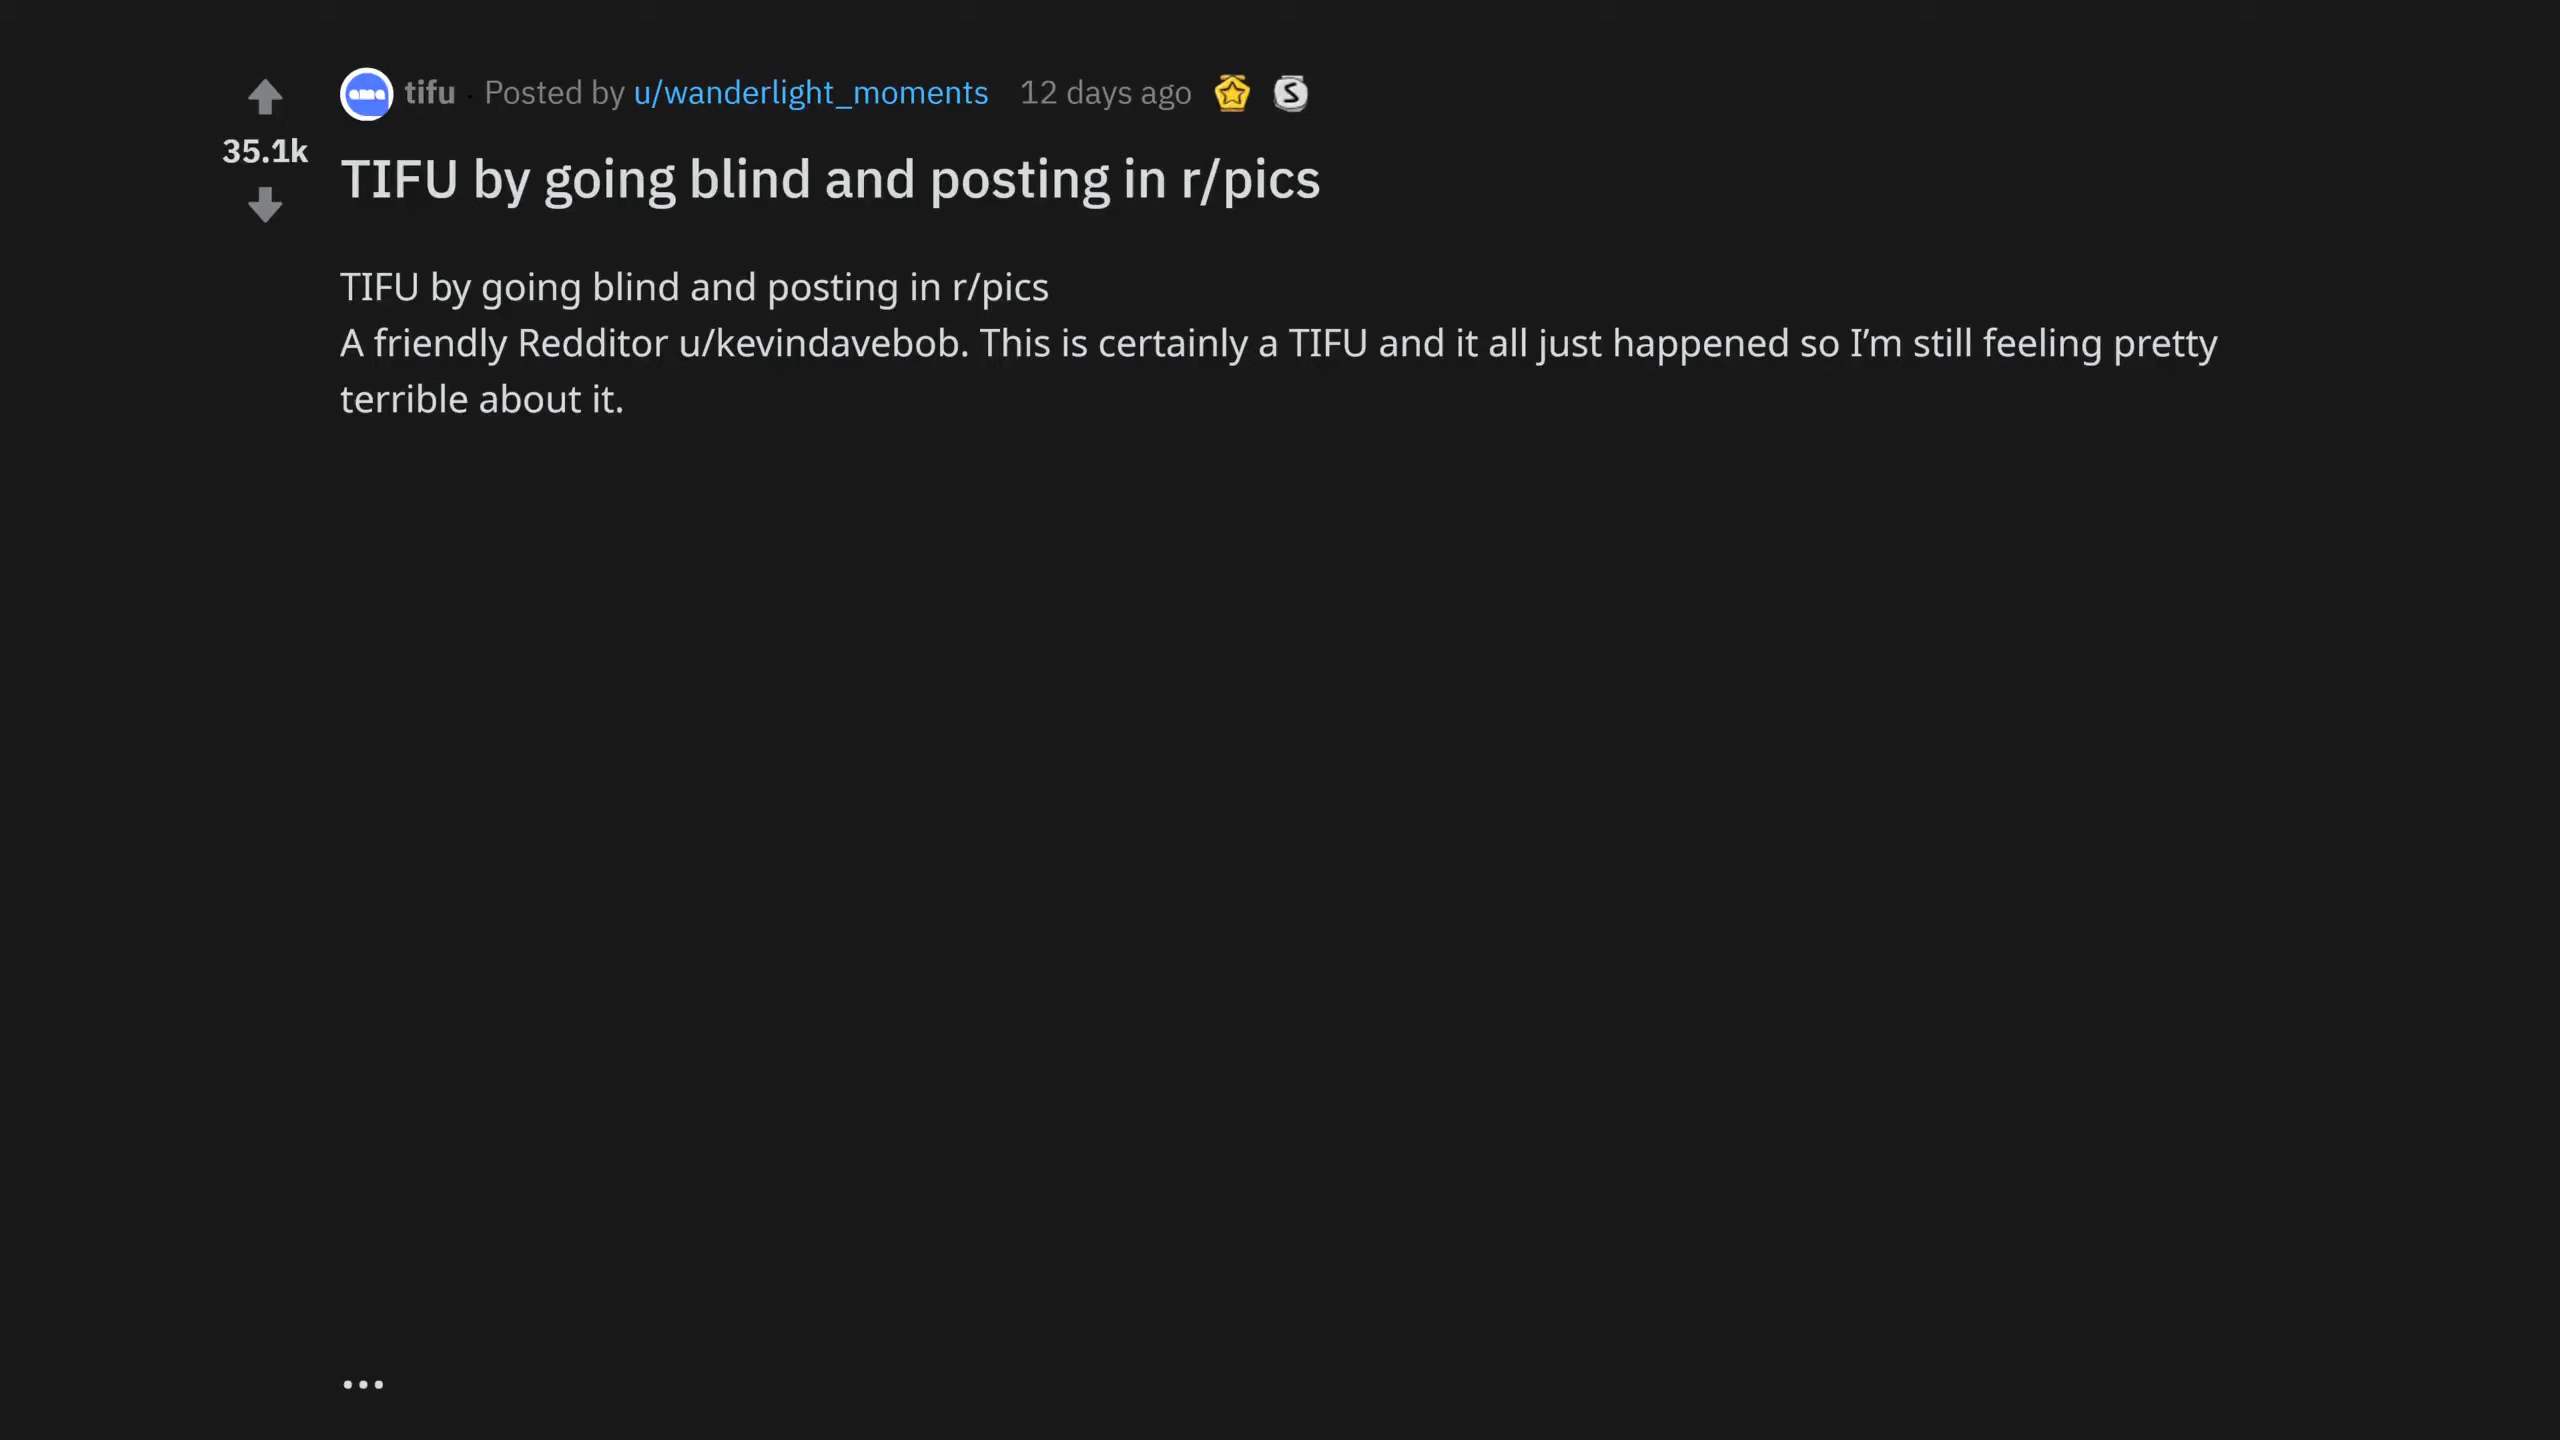 ama tifu · Posted by u/wanderlight_moments 12 days ago S
35.1k
TIFU by going blind and posting in r/pics
TIFU by going blind and posting in r/pics
A friendly Redditor u/kevindavebob. This is certainly a TIFU and it all just happened so I’m still feeling pretty
terrible about it.
...